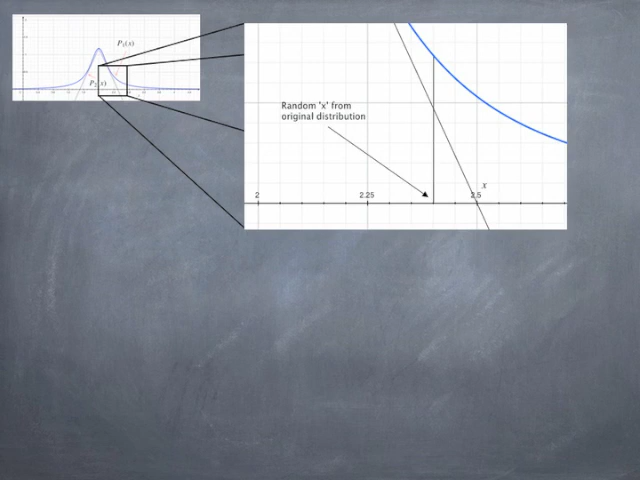 P₁(x)
P₂(x)
Random 'x' from
original distribution
x
2
2.25
2.5